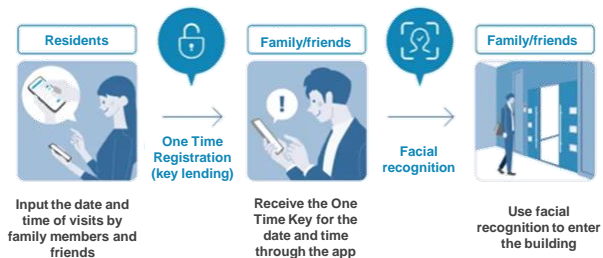 Residents
Family/friends
Family/friends
!
One Time
Registration
(key lending)
Facial
recognition
Input the date and
time of visits by
family members and
friends
Receive the One
Time Key for the
date and time
through the app
Use facial
recognition to enter
the building